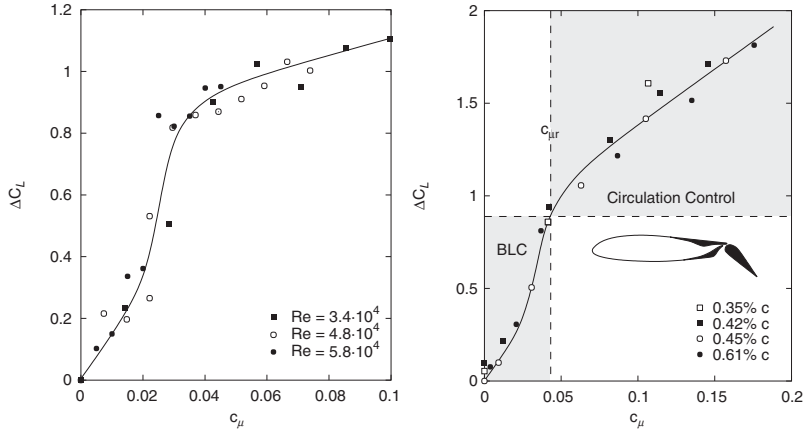 1.2
1
0.8
0.6
0.4
0.2
0
ΔC_L
0
0.02
0.04
0.06
0.08
0.1
c_μ
Re = 3.4·10^4
Re = 4.8·10^4
Re = 5.8·10^4
2
1.5
1
0.5
0
ΔC_L
c_μr
Circulation Control
BLC
0.35% c
0.42% c
0.45% c
0.61% c
0
0.05
0.1
0.15
0.2
c_μ